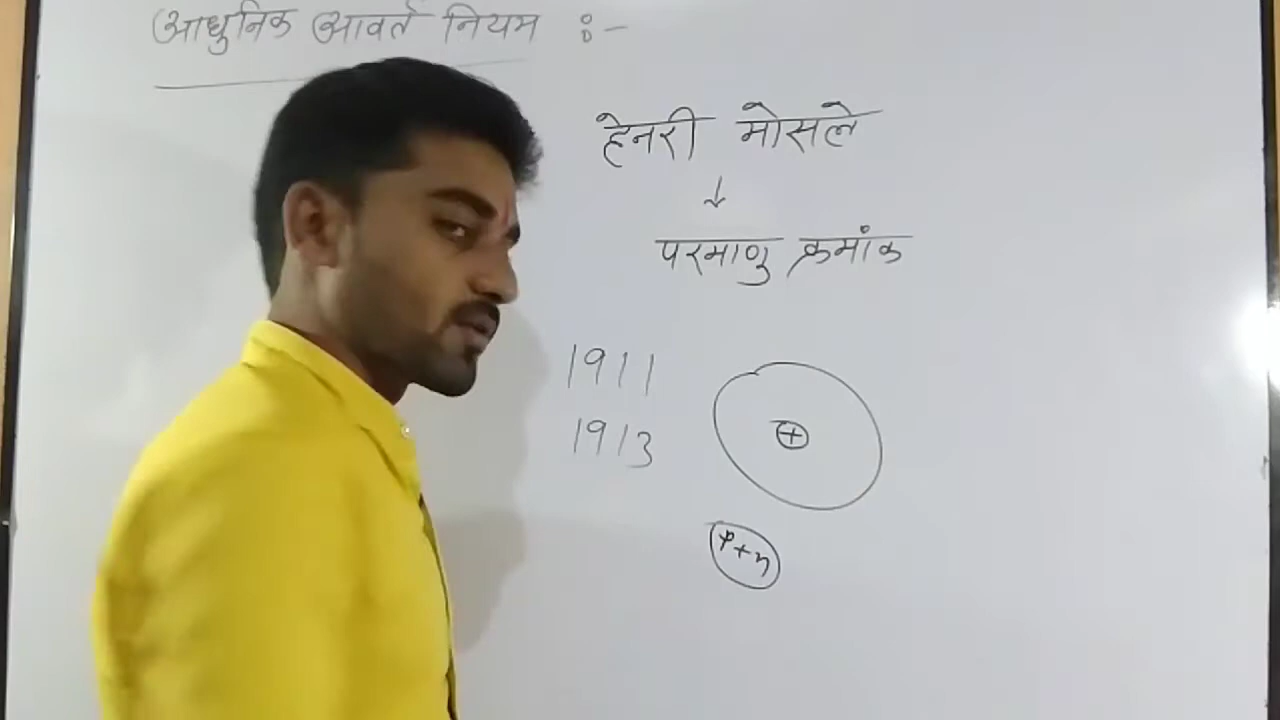 आधुनिक आवर्त नियम :-
हेनरी मोसले
↓
परमाणु क्रमांक
1911
1913
+
p+n